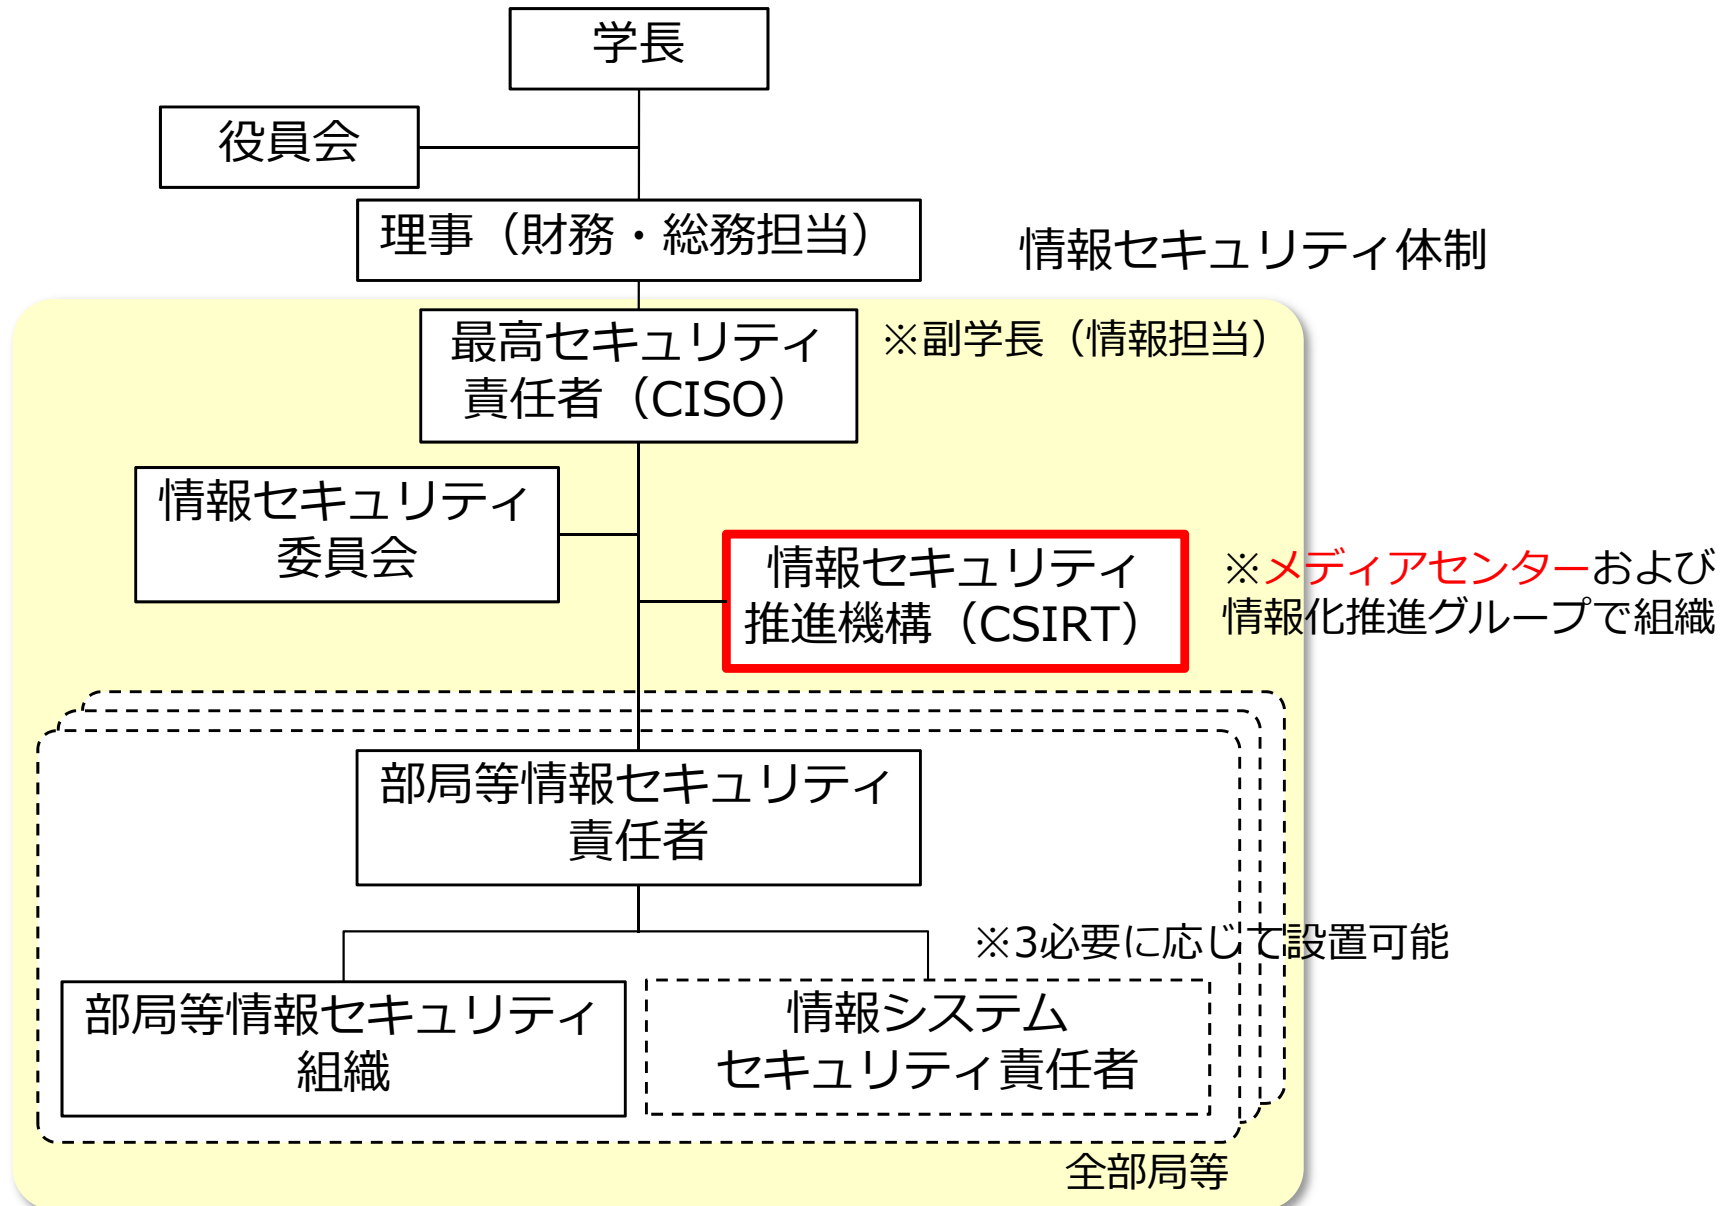 学長
役員会
理事（財務・総務担当）
情報セキュリティ体制
最高セキュリティ
責任者（CISO）
※副学長（情報担当）
情報セキュリティ
委員会
情報セキュリティ
推進機構（CSIRT）
※メディアセンターおよび
情報化推進グループで組織
部局等情報セキュリティ
責任者
※3必要に応じて設置可能
部局等情報セキュリティ
組織
情報システム
セキュリティ責任者
全部局等